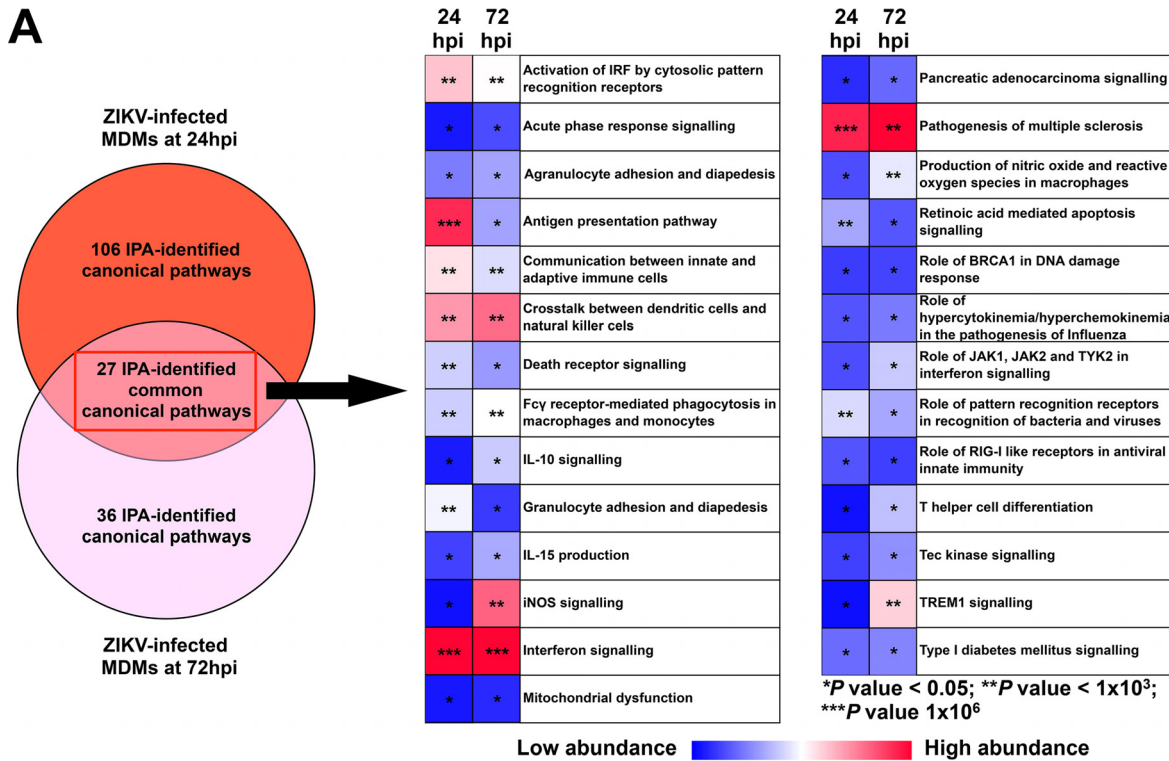 A
ZIKV-infected
MDMs at 24hpi
106 IPA-identified
canonical pathways
27 IPA-identified
common
canonical pathways
36 IPA-identified
canonical pathways
ZIKV-infected
MDMs at 72hpi
24 72
hpi hpi
** ** Activation of IRF by cytosolic pattern
recognition receptors
* * Acute phase response signalling
* * Agranulocyte adhesion and diapedesis
*** * Antigen presentation pathway
** ** Communication between innate and
adaptive immune cells
** ** Crosstalk between dendritic cells and
natural killer cels
** * Death receptor signalling
** ** Fcγ receptor-mediated phagocytosis in
macrophages and monocytes
* * IL-10 signalling
** * Granulocyte adhesion and diapedesis
* * IL-15 production
* ** iNOS signalling
*** *** Interferon signalling
* * Mitochondrial dysfunction
24 72
hpi hpi
* * Pancreatic adenocarcinoma signalling
*** ** Pathogenesis of multiple sclerosis
* ** Production of nitric oxide and reactive
oxygen species in macrophages
** * Retinoic acid mediated apoptosis
signalling
* * Role of BRCA1 in DNA damage
response
* * Role of
hypercytokinemia/hyperchemokinemia
in the pathogenesis of Influenza
* * Role of JAK1, JAK2 and TYK2 in
interferon signalling
** * Role of pattern recognition receptors
in recognition of bacteria and viruses
* * Role of RIG-I like receptors in antiviral
innate immunity
* * T helper cell differentiation
* * Tec kinase signalling
* ** TREM1 signalling
* * Type I diabetes mellitus signalling
*P value < 0.05; **P value < 1x10³;
***P value 1x10⁶
Low abundance High abundance